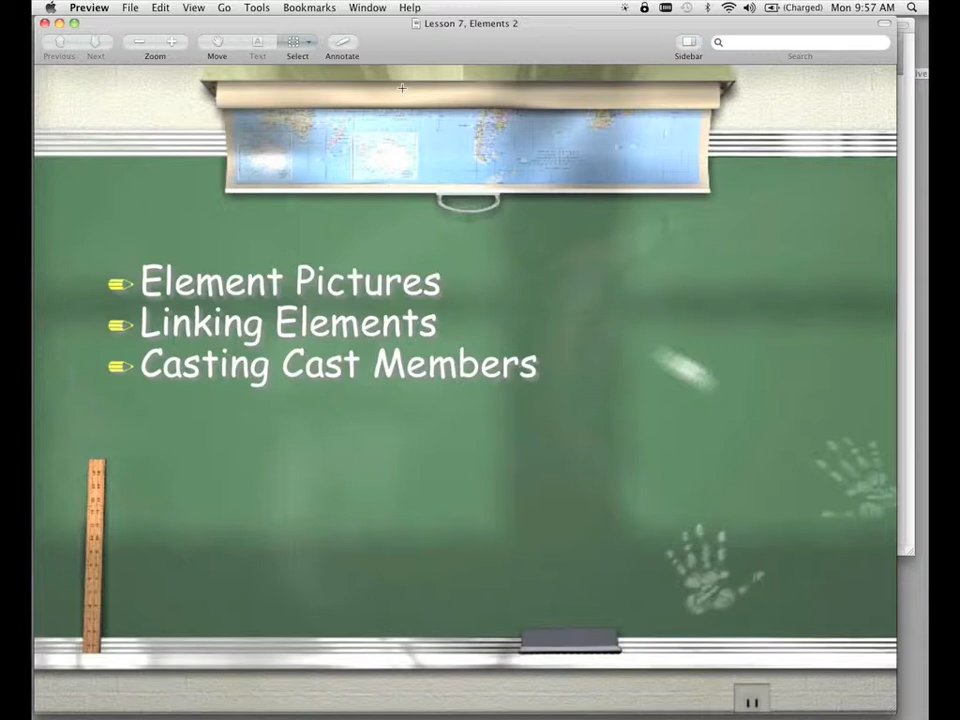 Preview File Edit View Go Tools Bookmarks Window Help (Charged) Mon 9:57 AM
Lesson 7, Elements 2
Previous Next Zoom Move Text Select Annotate Sidebar Search
Element Pictures
Linking Elements
Casting Cast Members